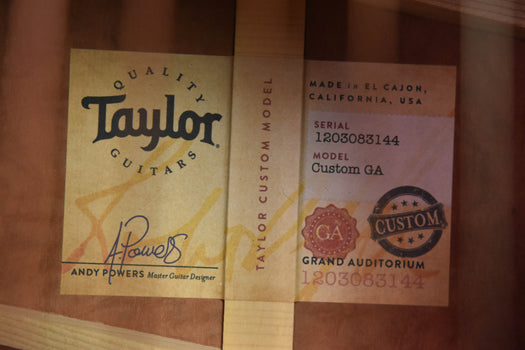 QUALITY
Taylor
GUITARS
A. Powers
ANDY POWERS Master Guitar Designer
TAYLOR CUSTOM MODEL
MADE in EL CAJON,
CALIFORNIA, USA
SERIAL
1203083144
MODEL
Custom GA
GA
CUSTOM
GRAND AUDITORIUM
1203083144